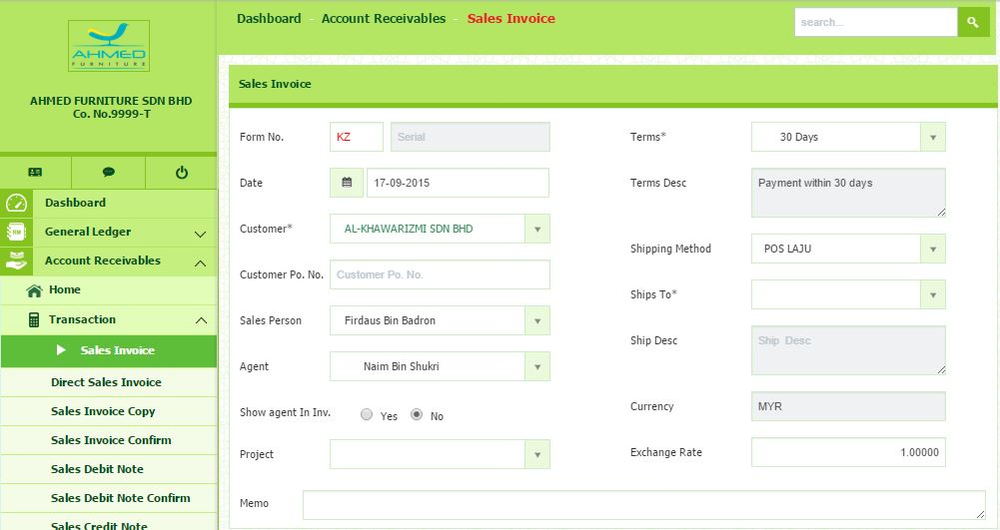 AHMED
FURNITURE
AHMED FURNITURE SDN BHD
Co. No.9999-T
Dashboard
RM
General Ledger
Account Receivables
Home
Transaction
Sales Invoice
Direct Sales Invoice
Sales Invoice Copy
Sales Invoice Confirm
Sales Debit Note
Sales Debit Note Confirm
Sales Credit Note
Dashboard - Account Receivables - Sales Invoice
search...
Sales Invoice
Form No. KZ Serial
Date 17-09-2015
Customer* AL-KHAWARIZMI SDN BHD
Customer Po. No. Customer Po. No.
Sales Person Firdaus Bin Badron
Agent Naim Bin Shukri
Show agent In Inv. Yes No
Project
Terms* 30 Days
Terms Desc Payment within 30 days
Shipping Method POS LAJU
Ships To*
Ship Desc Ship Desc
Currency MYR
Exchange Rate 1.00000
Memo